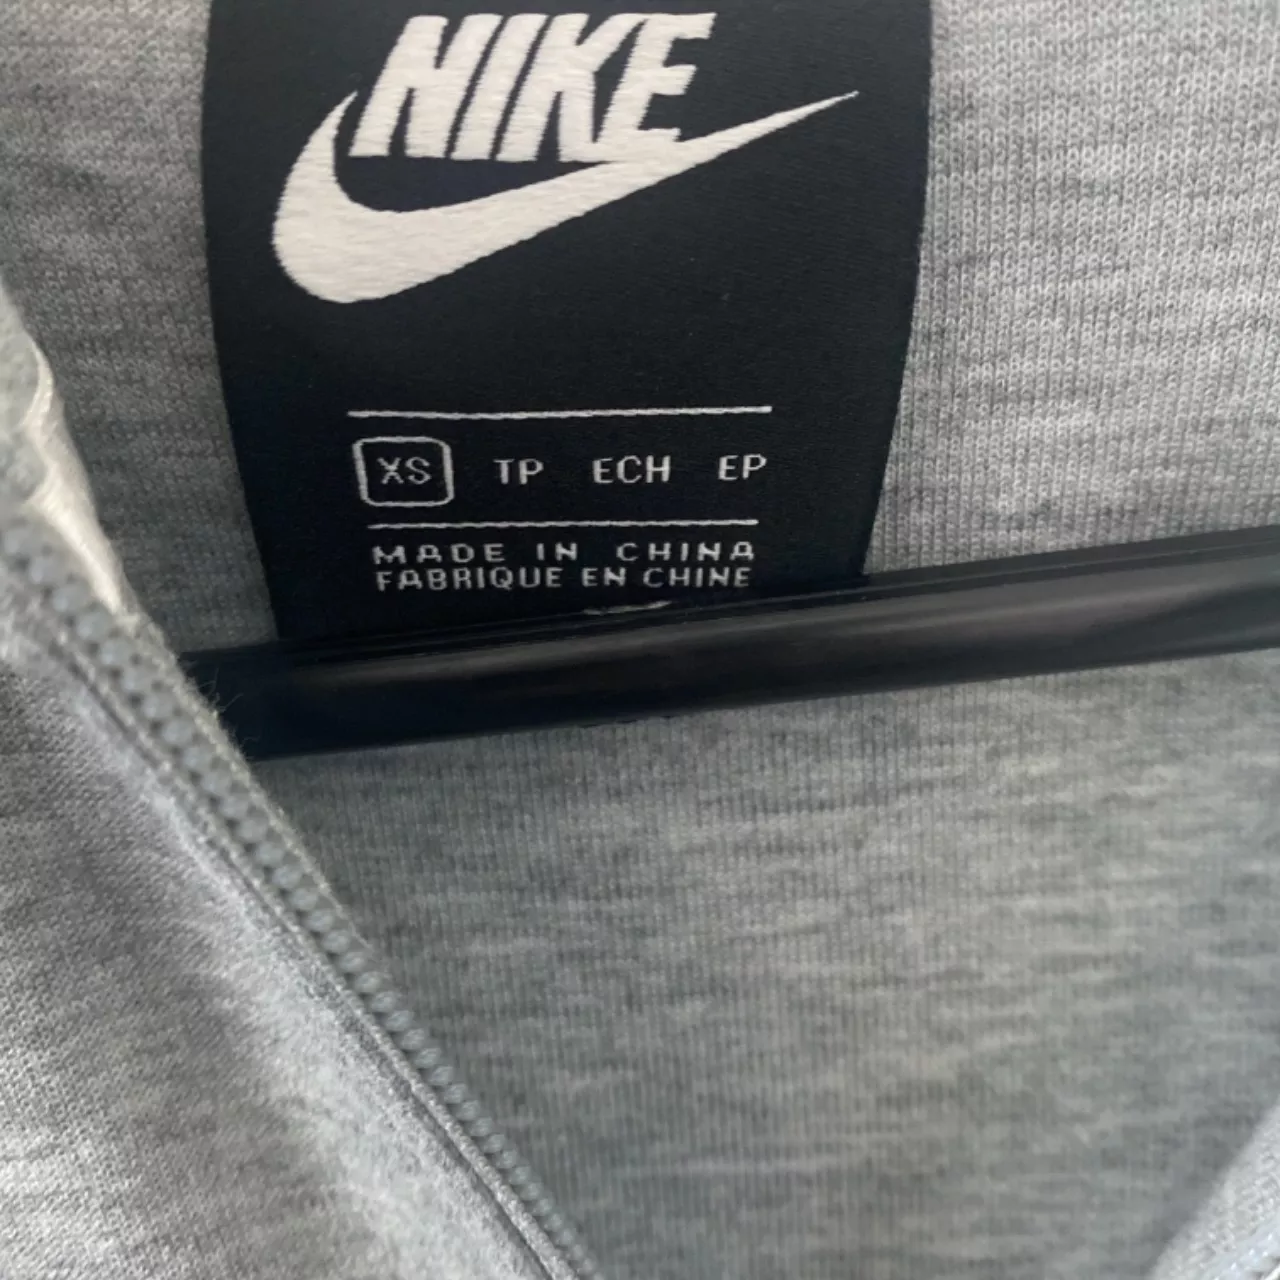 NIKE
XS TP ECH EP
MADE IN CHINA
FABRIQUE EN CHINE